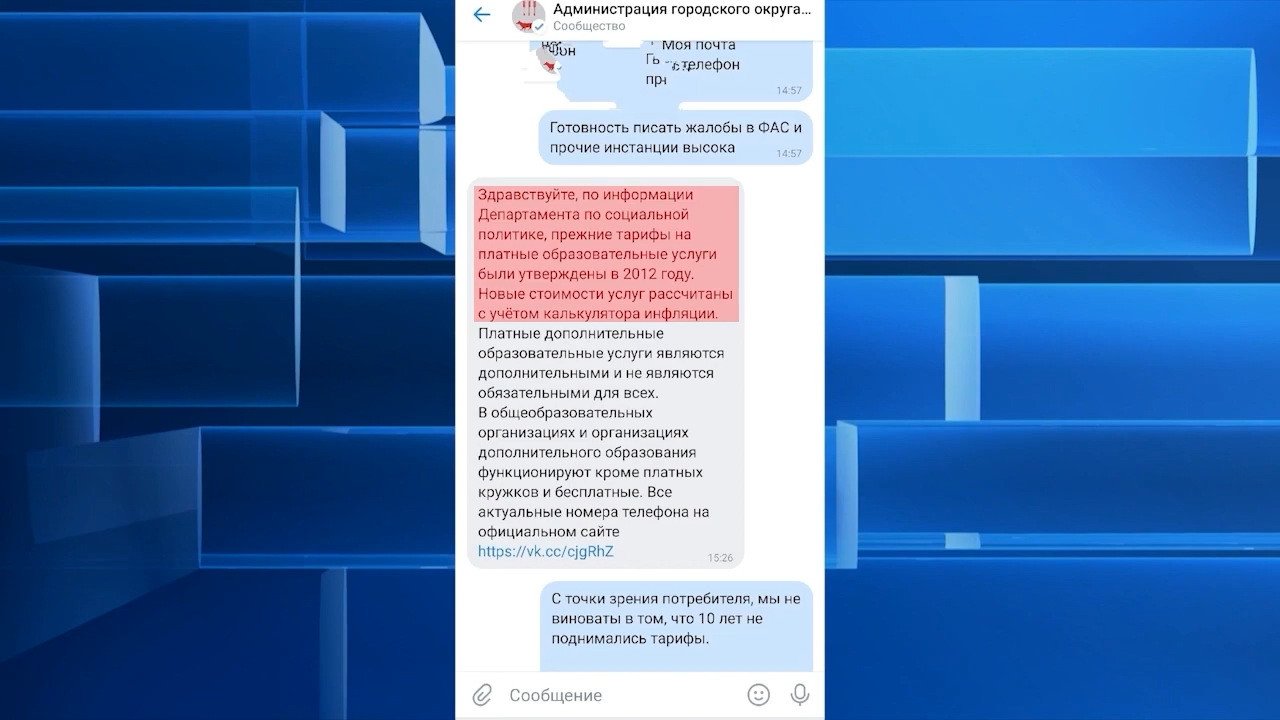 Администрация городского округа...
Сообщество
Моя почта
телефон
14:57
Готовность писать жалобы в ФАС и
прочие инстанции высока
14:57
Здравствуйте, по информации
Департамента по социальной
политике, прежние тарифы на
платные образовательные услуги
были утверждены в 2012 году.
Новые стоимости услуг рассчитаны
с учётом калькулятора инфляции.
Платные дополнительные
образовательные услуги являются
дополнительными и не являются
обязательными для всех.
В общеобразовательных
организациях и организациях
дополнительного образования
функционируют кроме платных
кружков и бесплатные. Все
актуальные номера телефона на
официальном сайте
https://vk.cc/cjgRhZ
15:26
С точки зрения потребителя, мы не
виноваты в том, что 10 лет не
поднимались тарифы.
Сообщение